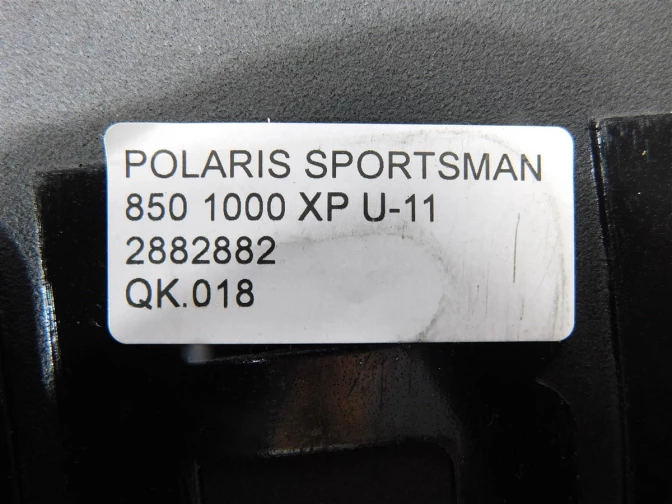 POLARIS SPORTSMAN
850 1000 XP U-11
2882882
QK.018